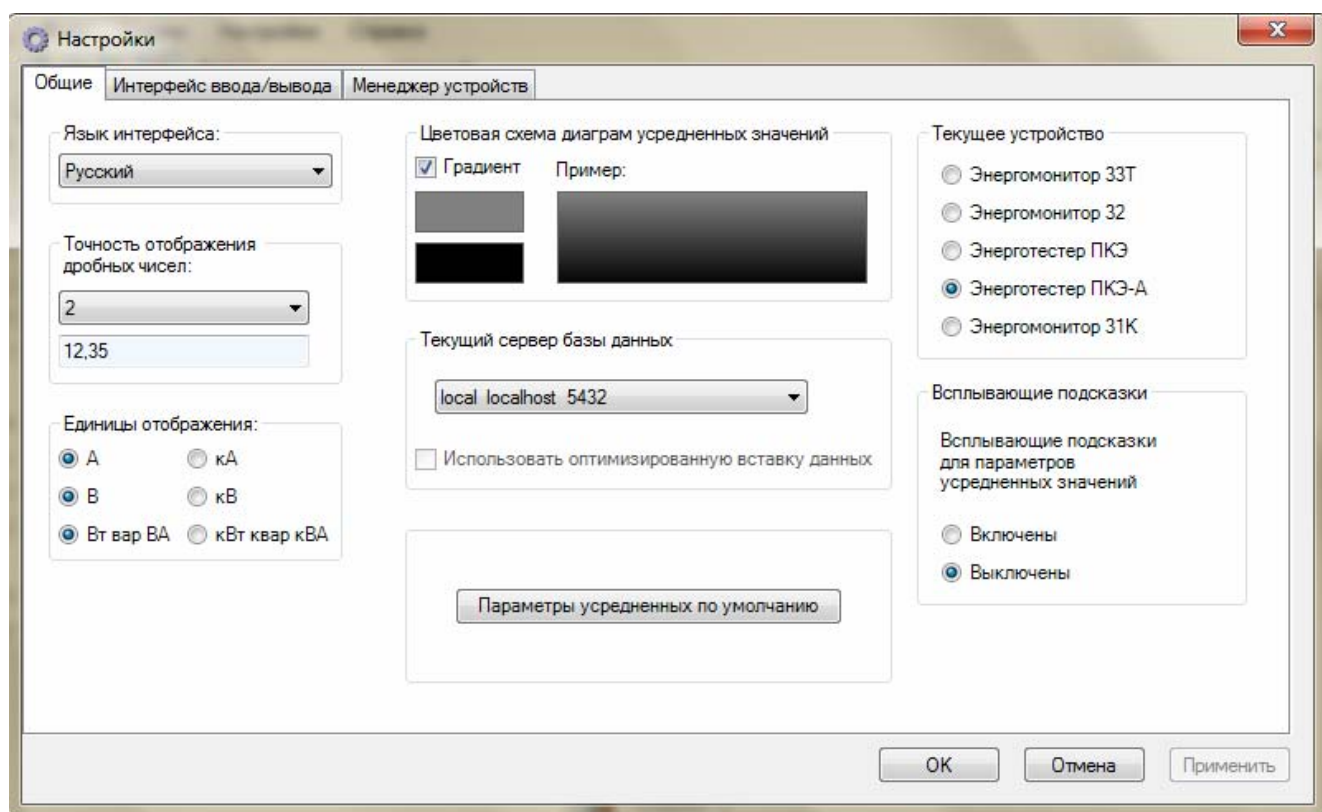 Настройки
Общие
Интерфейс ввода/вывода
Менеджер устройств
Язык интерфейса:
Русский
Точность отображения
дробных чисел:
2
12,35
Единицы отображения:
А кА
В кВ
Вт вар ВА кВт квар кВА
Цветовая схема диаграм усредненных значений
Градиент
Пример:
Текущий сервер базы данных
local localhost 5432
Использовать оптимизированную вставку данных
Параметры усредненных по умолчанию
Текущее устройство
Энергомонитор 33Т
Энергомонитор 32
Энерготестер ПКЭ
Энерготестер ПКЭ-А
Энергомонитор 31К
Всплывающие подсказки
Всплывающие подсказки
для параметров
усредненных значений
Включены
Выключены
OK
Отмена
Применить